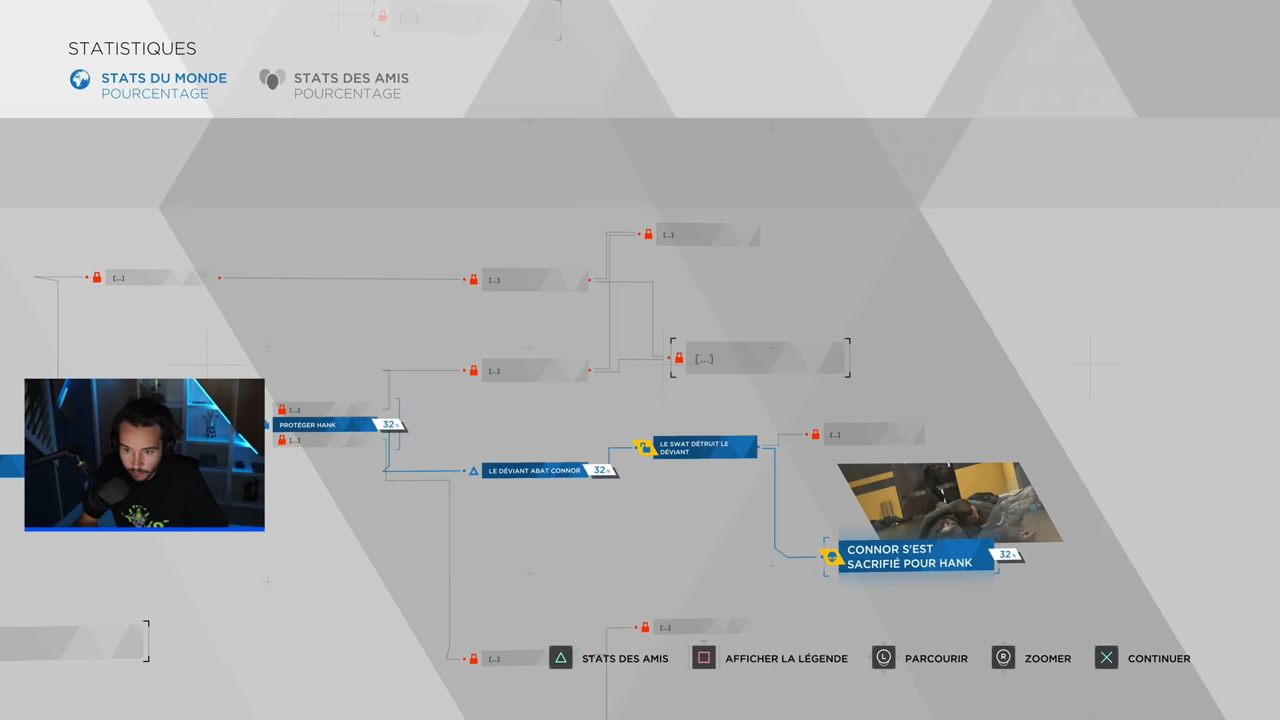 [...]
STATISTIQUES
STATS DU MONDE
POURCENTAGE
STATS DES AMIS
POURCENTAGE
[...]
[...]
[...]
[...]
[...]
[...]
PROTÉGER HANK
32%
[...]
[...]
LE SWAT DÉTRUIT LE
DÉVIANT
LE DÉVIANT ABAT CONNOR
32%
CONNOR S'EST
SACRIFIÉ POUR HANK
32%
[...]
[...]
STATS DES AMIS
AFFICHER LA LÉGENDE
L
PARCOURIR
R
ZOOMER
CONTINUER